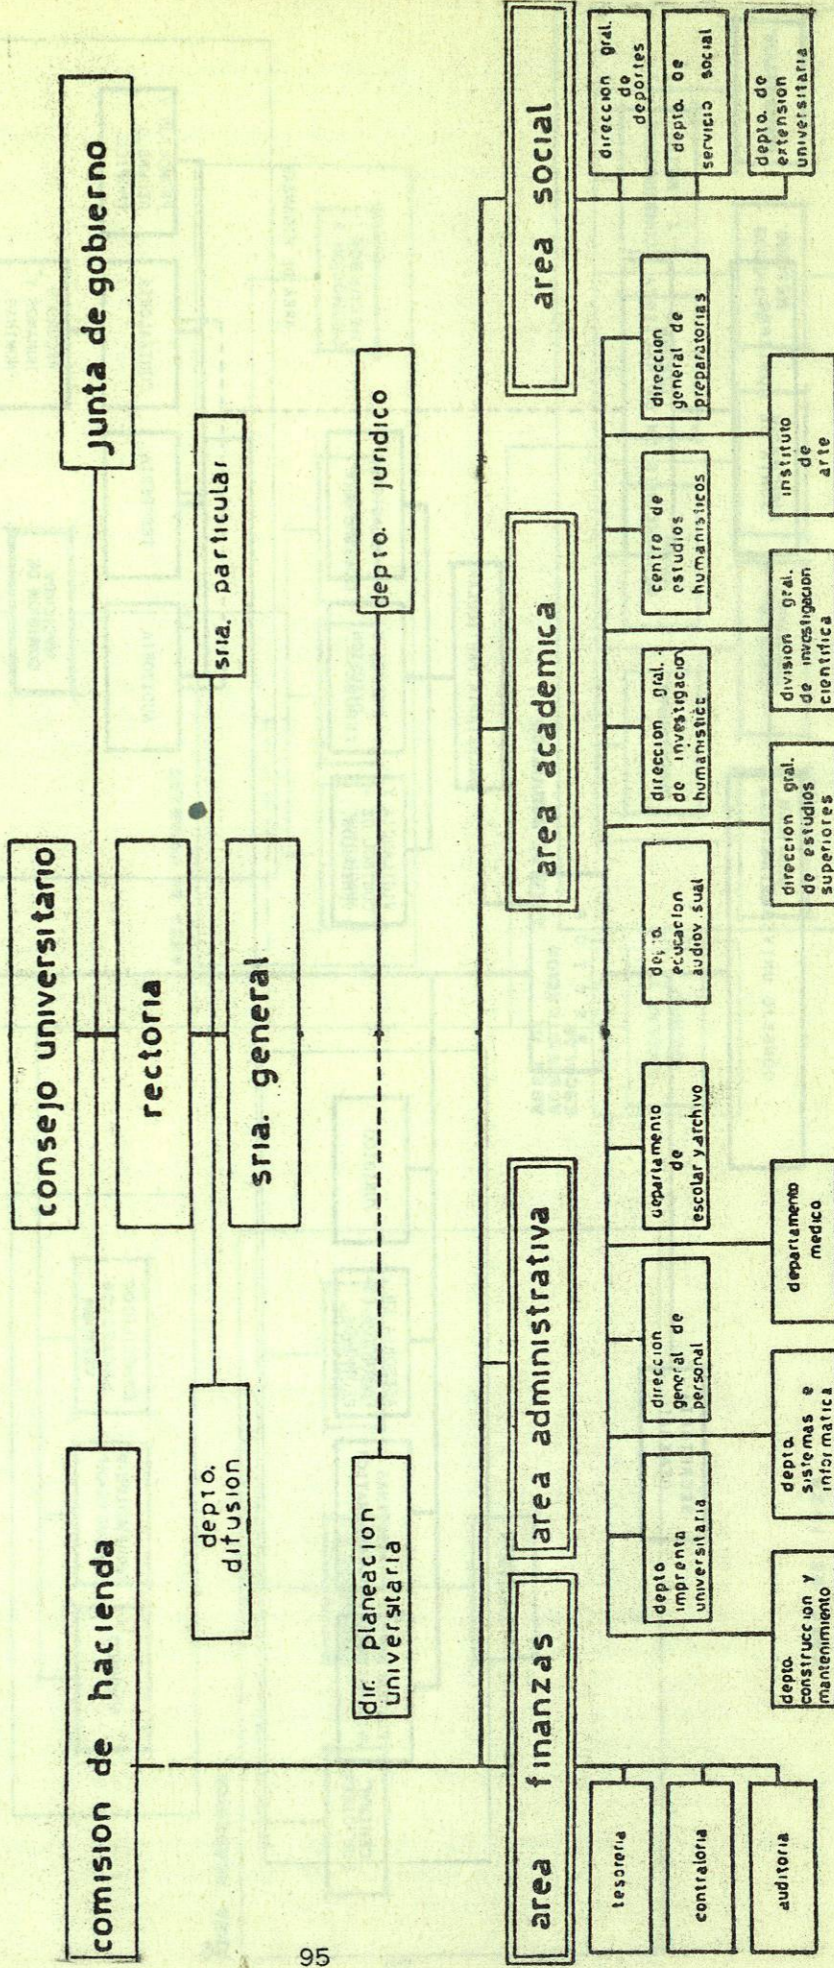 consejo universitario
comision de hacienda
junta de gobierno
rectoria
depto.
difusion
sria. particular
sria. general
dir. planeacion
universitaria
depto. juridico
area finanzas
area administrativa
area academica
area social
tesoreria
contraloria
auditoria
depto
imprenta
universitaria
direccion
general de
personal
departamento
de
escolar y archivo
depto.
educacion
audiovisual
direccion gral.
de investigacion
humanistic
centro de
estudios
humanisticos
direccion
general de
preparatorias
depto.
construccion y
mantenimiento
depto.
sistemas e
informatica
departamento
medico
direccion gral.
de estudios
superiores
division gral.
de investigacion
cientifica
instituto
de
arte
direccion gral.
de
deportes
depto. de
servicio social
depto. de
extension
universitaria
95